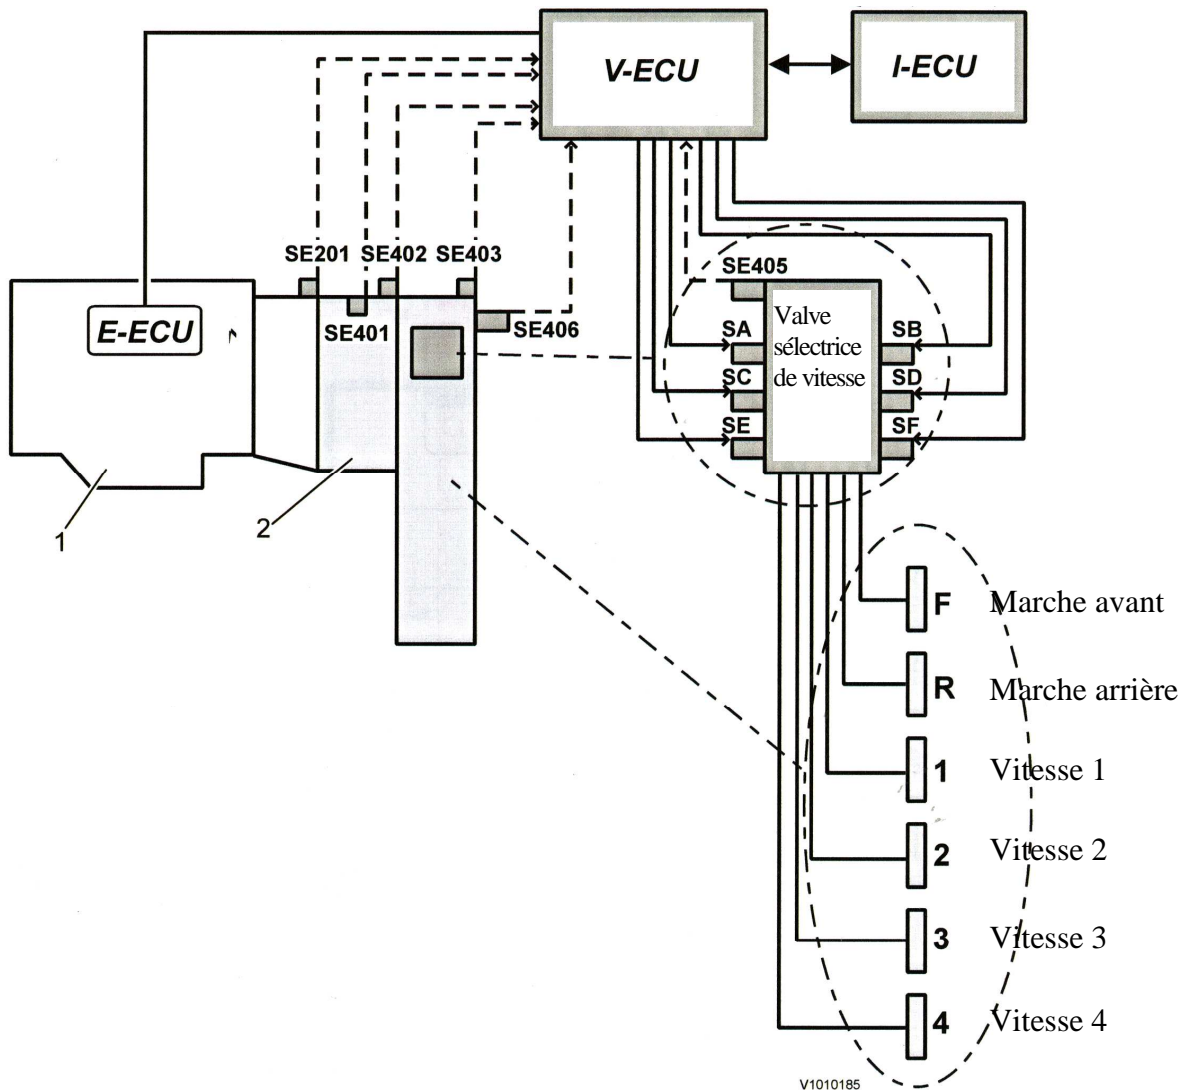 V-ECU
I-ECU
SE201
SE402
SE403
SE405
E-ECU
SE401
SE406
Valve
sélectrice
de vitesse
SA
SB
SC
SD
SE
SF
1
2
F Marche avant
R Marche arrière
1 Vitesse 1
2 Vitesse 2
3 Vitesse 3
4 Vitesse 4
V1010185